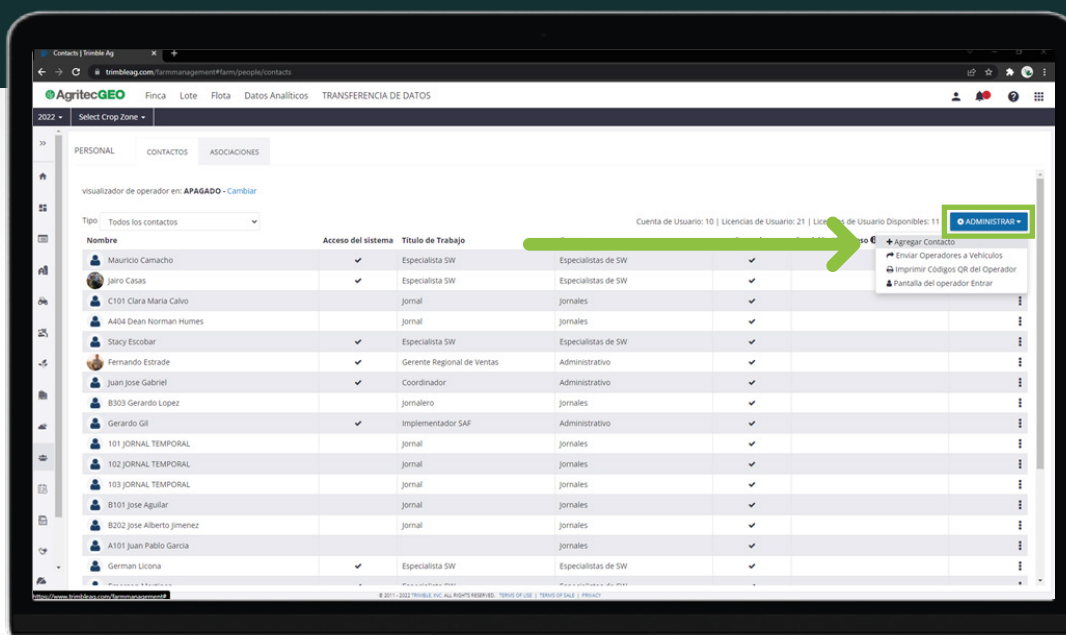 Contacts | Trimble Ag
trimbleag.com/farmmanagement#farm/people/contacts
AgritecGEO Finca Lote Flota Datos Analíticos TRANSFERENCIA DE DATOS
2022 Select Crop Zone
PERSONAL CONTACTOS ASOCIACIONES
visualizador de operador en: APAGADO - Cambiar
Tipo Todos los contactos Cuenta de Usuario: 10 | Licencias de Usuario: 21 | Licencias de Usuario Disponibles: 11 ADMINISTRAR
Nombre Acceso del sistema Título de Trabajo
Agregar Contacto
Enviar Operadores a Vehículos
Imprimir Códigos QR del Operador
Pantalla del operador Entrar
Mauricio Camacho Especialista SW Especialistas de SW
Jairo Casas Especialista SW Especialistas de SW
C101 Clara Maria Calvo Jornal Jornales
A404 Dean Norman Humes Jornal Jornales
Stacy Escobar Especialista SW Especialistas de SW
Fernando Estrade Gerente Regional de Ventas Administrativo
Juan Jose Gabriel Coordinador Administrativo
B303 Gerardo Lopez Jornalero Jornales
Gerardo Gil Implementador SAF Administrativo
101 JORNAL TEMPORAL Jornal Jornales
102 JORNAL TEMPORAL Jornal Jornales
103 JORNAL TEMPORAL Jornal Jornales
B101 Jose Aguilar Jornal Jornales
B202 Jose Alberto Jimenez Jornal Jornales
A101 Juan Pablo Garcia Jornales
German Licona Especialista SW Especialistas de SW
https://www.trimbleag.com/farmmanagement# © 2011 - 2022 TRIMBLE, INC. ALL RIGHTS RESERVED. TERMS OF USE | TERMS OF SALE | PRIVACY